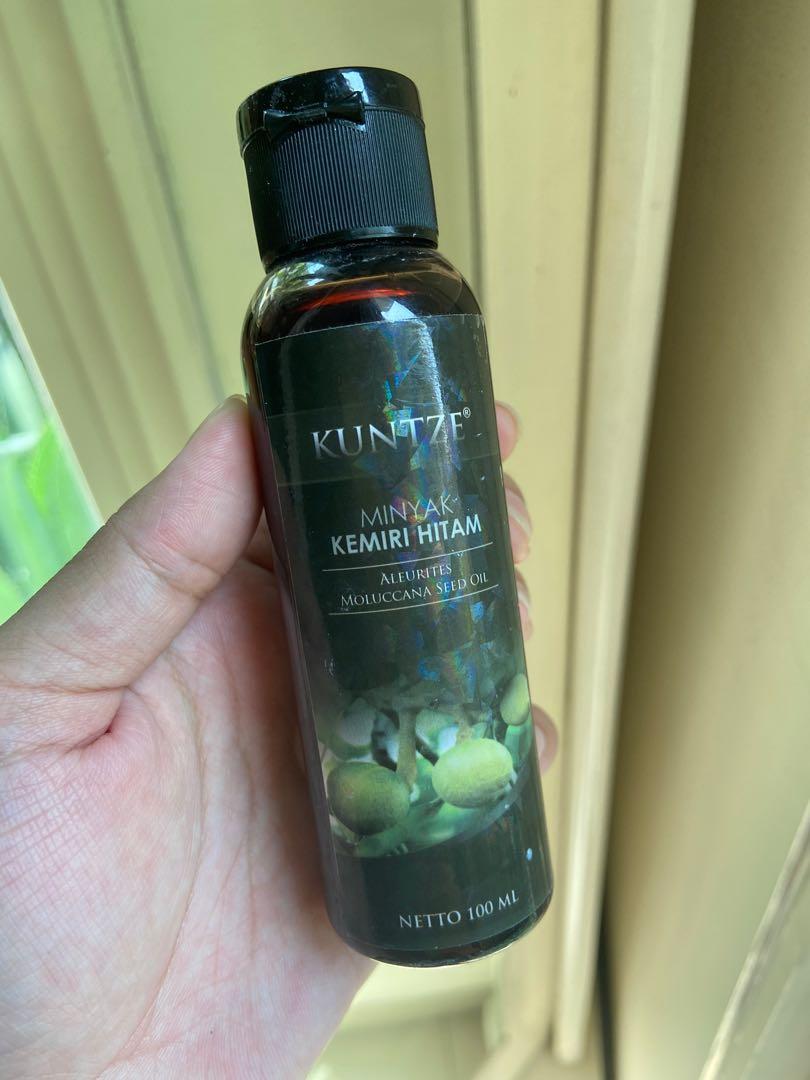 KUNTZE®
MINYAK
KEMIRI HITAM
ALEURITES
MOLUCCANA SEED OIL
NETTO 100 ML